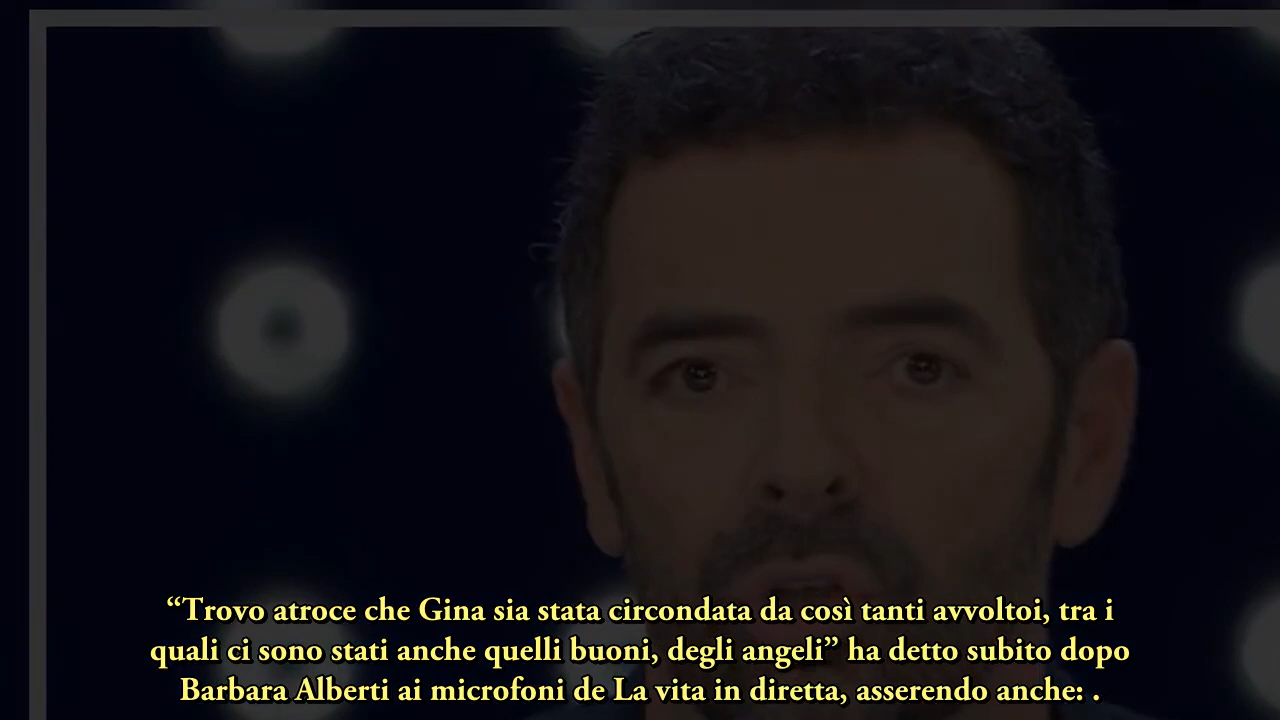 “Trovo atroce che Gina sia stata circondata da così tanti avvoltoi, tra i
quali ci sono stati anche quelli buoni, degli angeli” ha detto subito dopo
Barbara Alberti ai microfoni de La vita in diretta, asserendo anche: .